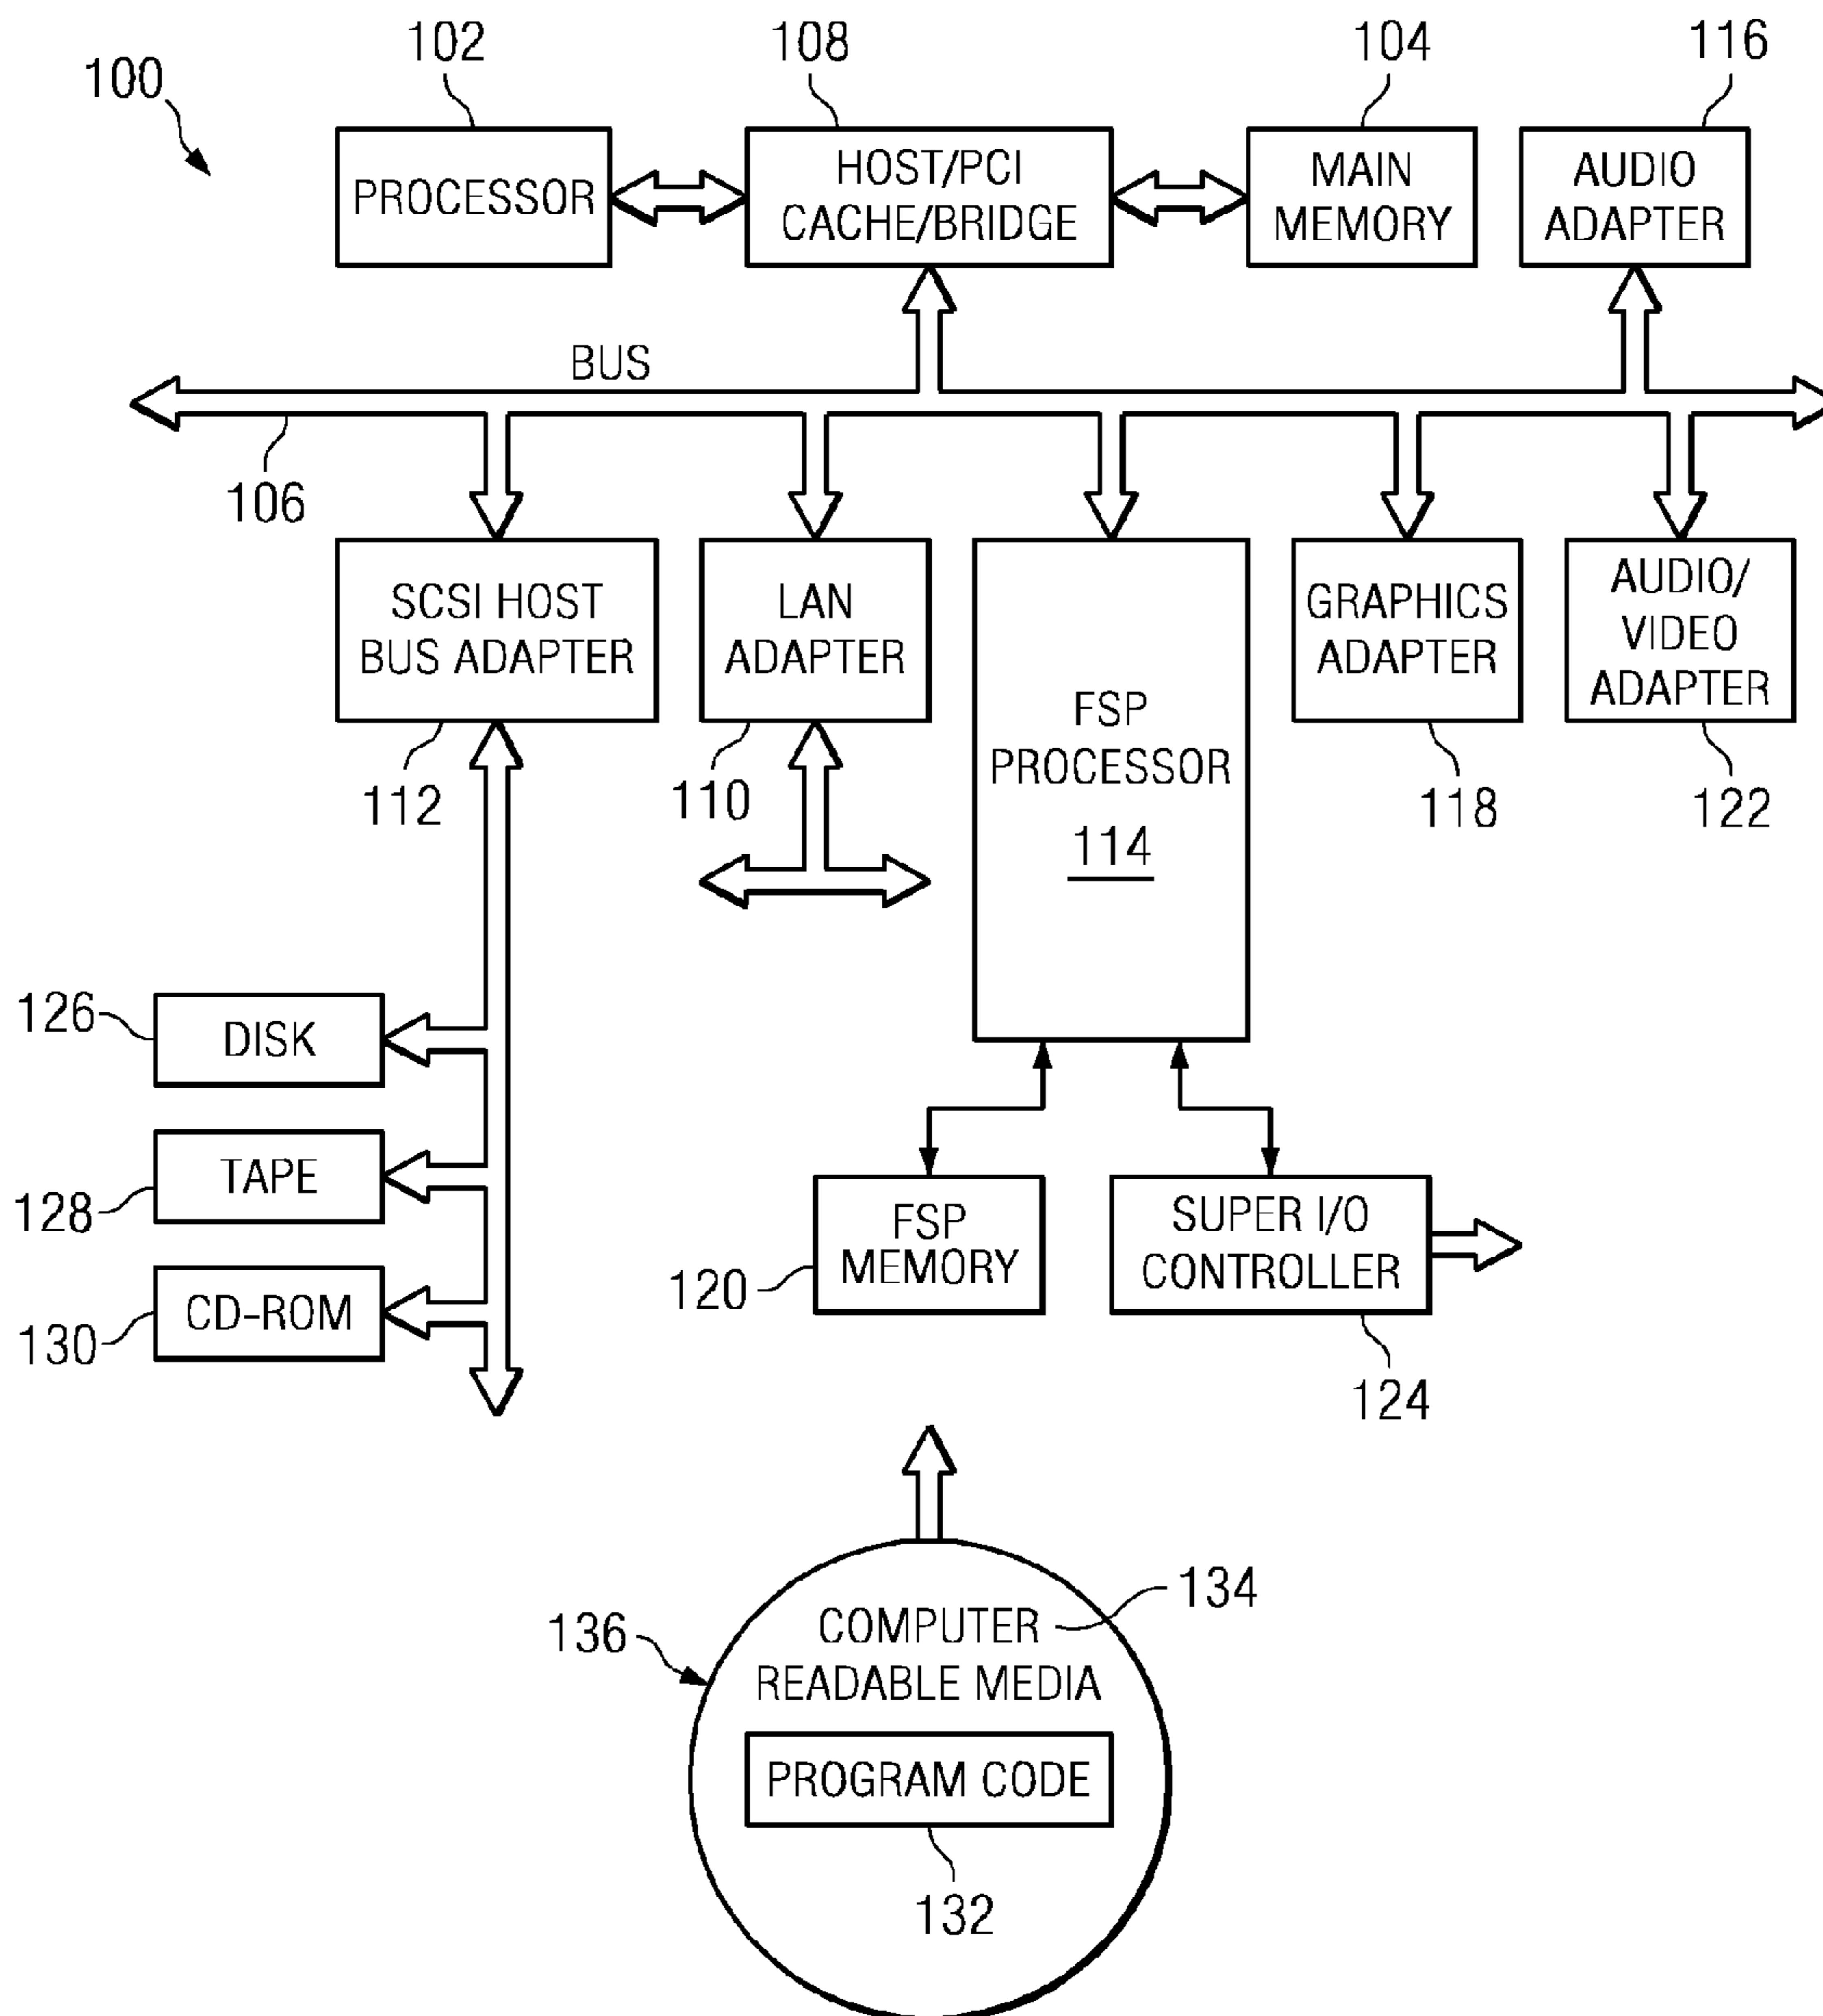 102
108
104
116
100
PROCESSOR
HOST/PCI
CACHE/BRIDGE
MAIN
MEMORY
AUDIO
ADAPTER
BUS
106
SCSI HOST
BUS ADAPTER
LAN
ADAPTER
FSP
PROCESSOR
114
GRAPHICS
ADAPTER
AUDIO/
VIDEO
ADAPTER
112
110
118
122
126
DISK
128
TAPE
130
CD-ROM
120
FSP
MEMORY
SUPER I/O
CONTROLLER
124
136
134
COMPUTER
READABLE MEDIA
PROGRAM CODE
132